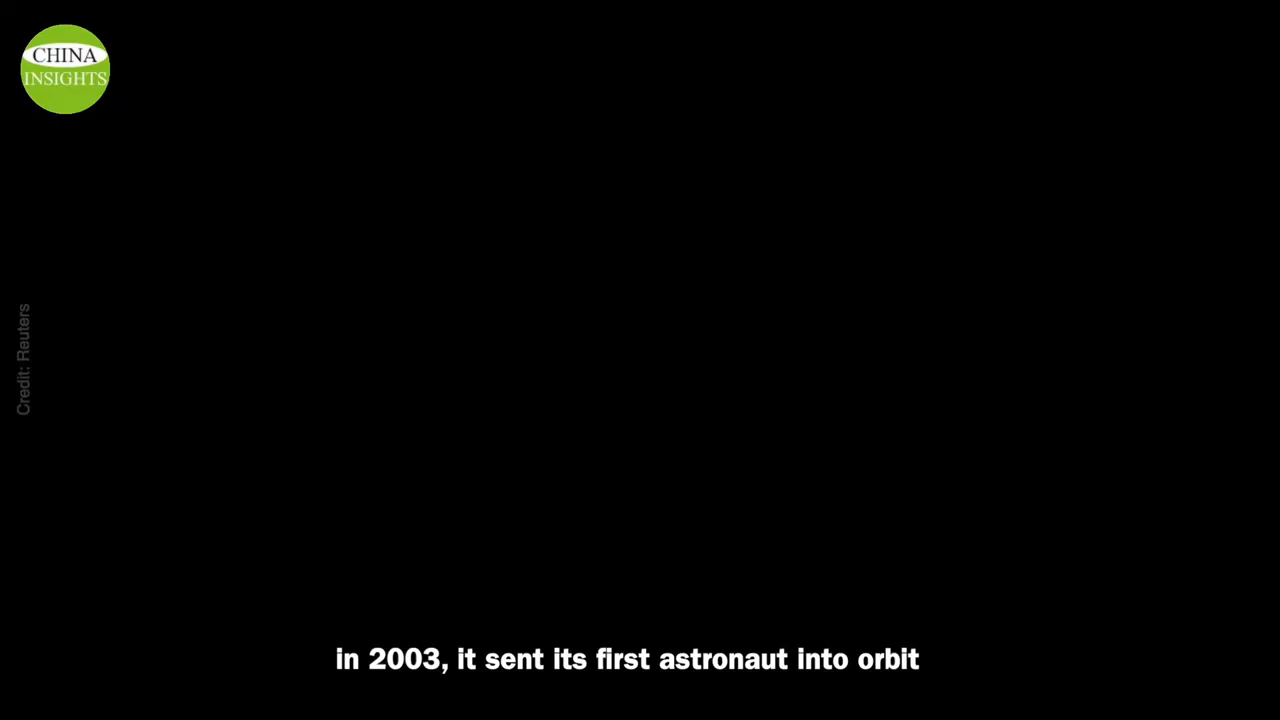 CHINA
INSIGHTS
Credit: Reuters
in 2003, it sent its first astronaut into orbit